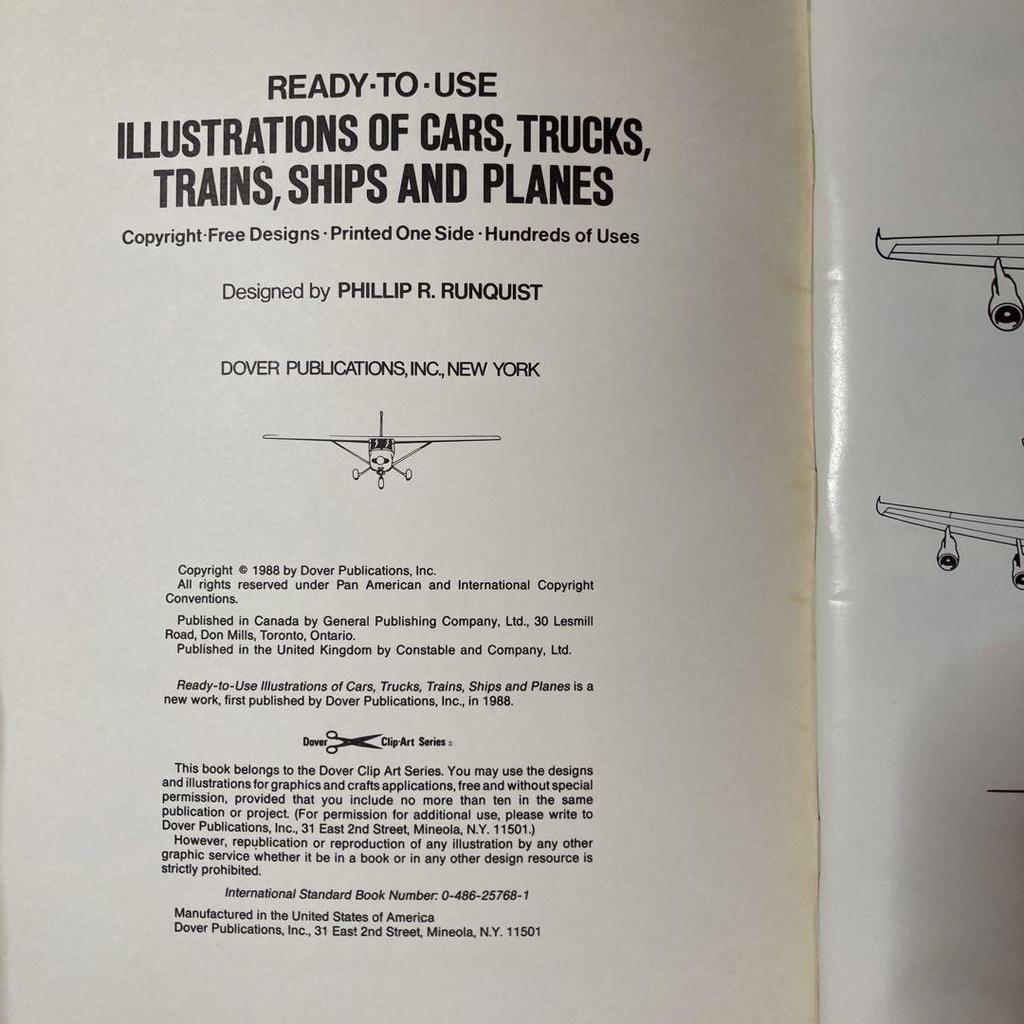 READY·TO·USE
ILLUSTRATIONS OF CARS, TRUCKS,
TRAINS, SHIPS AND PLANES
Copyright·Free Designs · Printed One Side · Hundreds of Uses
Designed by PHILLIP R. RUNQUIST
DOVER PUBLICATIONS, INC., NEW YORK
Copyright © 1988 by Dover Publications, Inc.
All rights reserved under Pan American and International Copyright
Conventions.
Published in Canada by General Publishing Company, Ltd., 30 Lesmill
Road, Don Mills, Toronto, Ontario.
Published in the United Kingdom by Constable and Company, Ltd.
Ready-to-Use Illustrations of Cars, Trucks, Trains, Ships and Planes is a
new work, first published by Dover Publications, Inc., in 1988.
Dover Clip·Art Series ®
This book belongs to the Dover Clip Art Series. You may use the designs
and illustrations for graphics and crafts applications, free and without special
permission, provided that you include no more than ten in the same
publication or project. (For permission for additional use, please write to
Dover Publications, Inc., 31 East 2nd Street, Mineola, N.Y. 11501.)
However, republication or reproduction of any illustration by any other
graphic service whether it be in a book or in any other design resource is
strictly prohibited.
International Standard Book Number: 0-486-25768-1
Manufactured in the United States of America
Dover Publications, Inc., 31 East 2nd Street, Mineola, N.Y. 11501